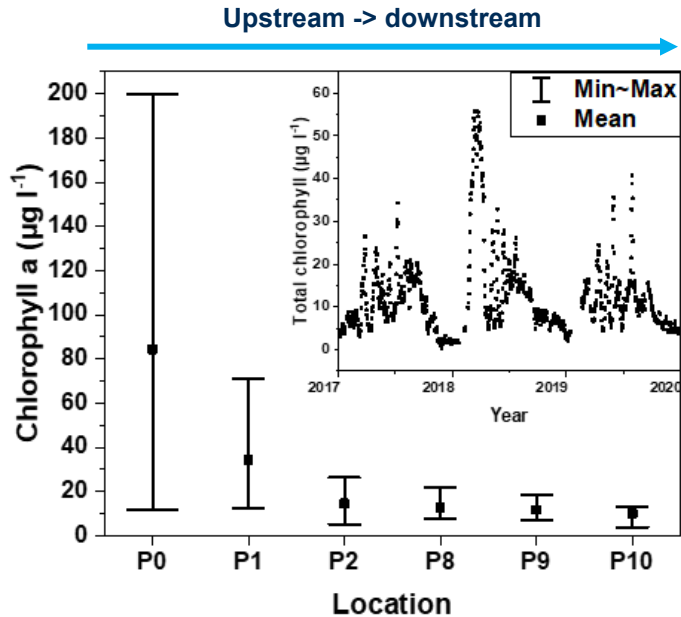 Upstream -> downstream
Chlorophyll a (µg l-1)
200
180
160
140
120
100
80
60
40
20
0
P0 P1 P2 P8 P9 P10
Location
Min~Max
Mean
Total chlorophyll (µg l-1)
60
50
40
30
20
10
0
2017 2018 2019 2020
Year